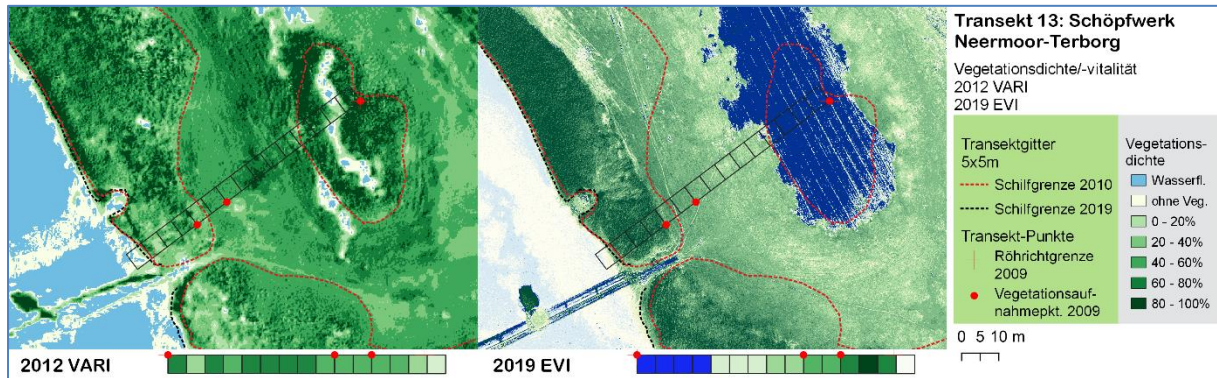 Transekt 13: Schöpfwerk
Neermoor-Terborg
Vegetationsdichte/-vitalität
2012 VARI
2019 EVI
Transektgitter
5x5m
Schilfgrenze 2010
Schilfgrenze 2019
Transekt-Punkte
Röhrichtgrenze
2009
Vegetationsauf-
nahmepkt. 2009
Vegetations-
dichte
Wasserfl.
ohne Veg.
0 - 20%
20 - 40%
40 - 60%
60 - 80%
80 - 100%
0 5 10 m
2012 VARI
2019 EVI